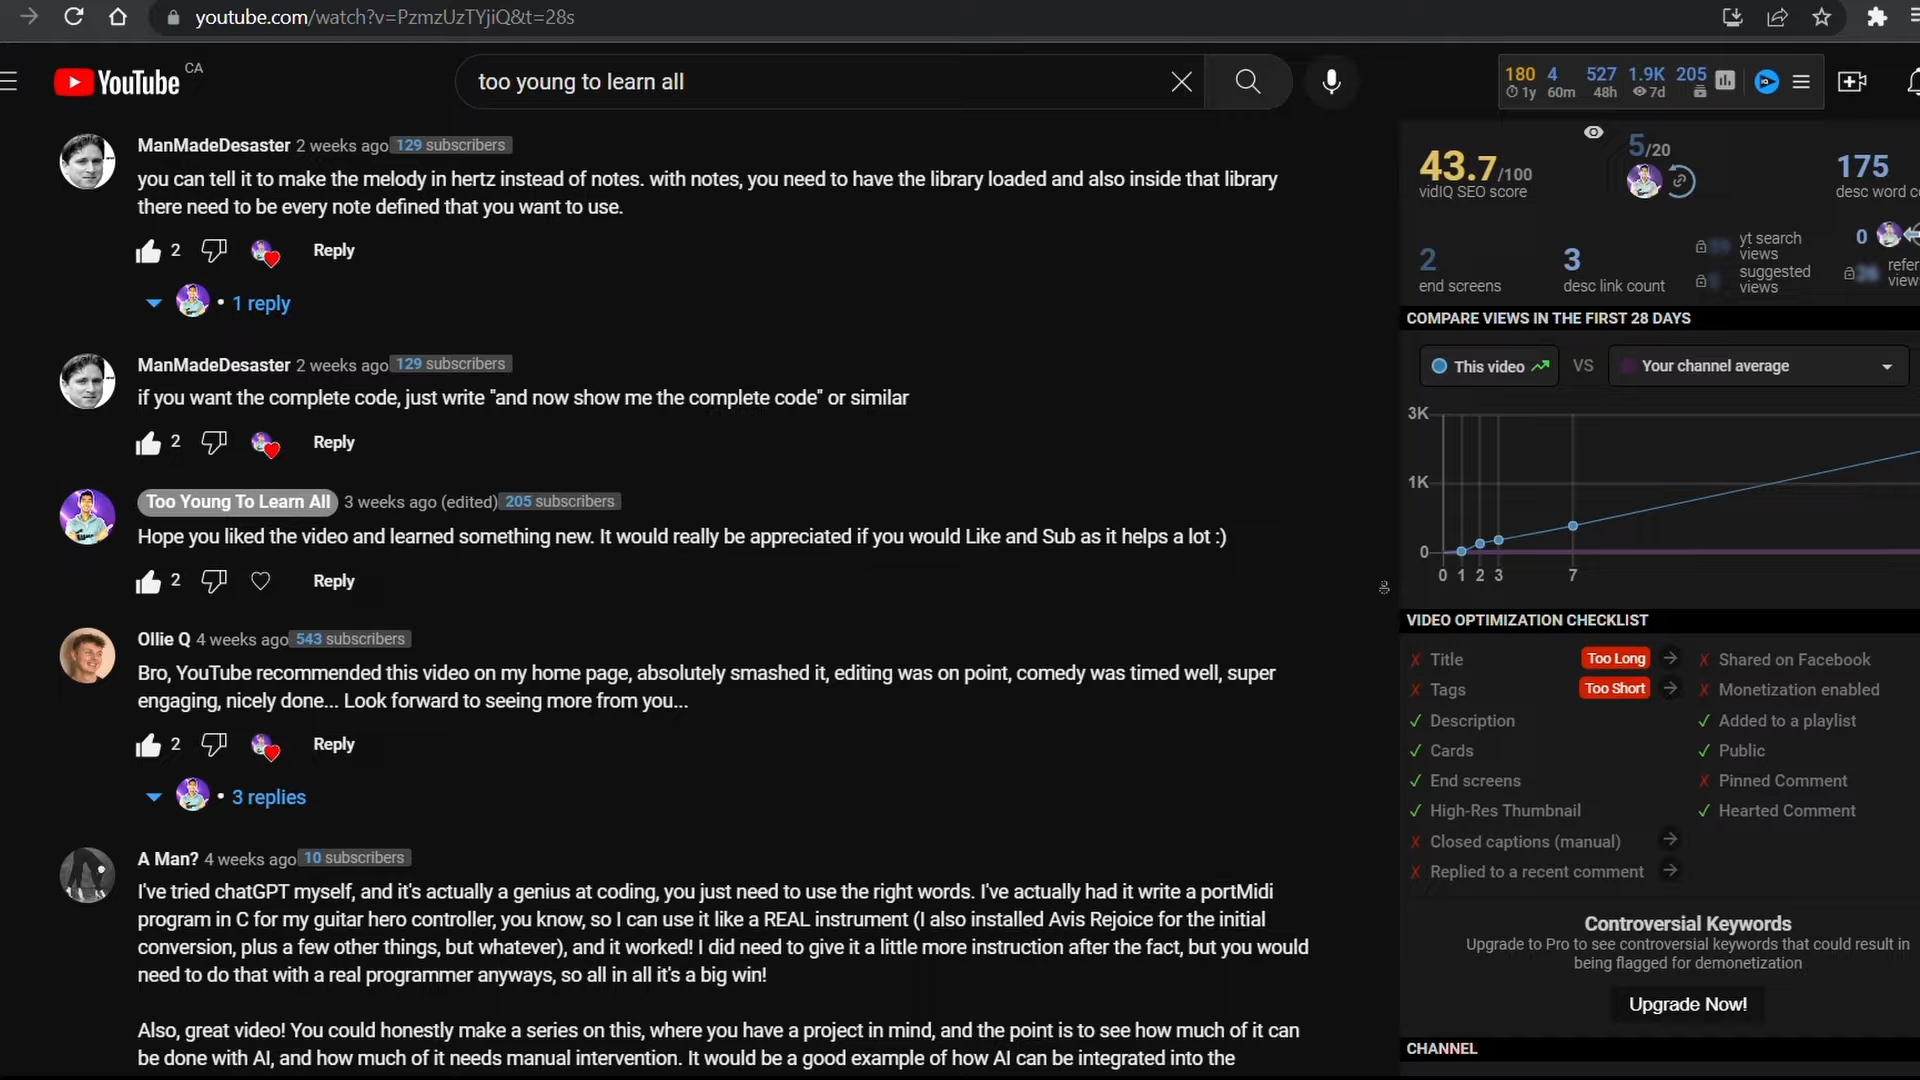 youtube.com/watch?v=PzmzUzTYjiQ&t=28s
YouTube CA
too young to learn all
180 4 527 1.9K 205
1y 60m 48h 7d
ManMadeDesaster 2 weeks ago 129 subscribers
you can tell it to make the melody in hertz instead of notes. with notes, you need to have the library loaded and also inside that library
there need to be every note defined that you want to use.
2 Reply
• 1 reply
ManMadeDesaster 2 weeks ago 129 subscribers
if you want the complete code, just write "and now show me the complete code" or similar
2 Reply
Too Young To Learn All 3 weeks ago (edited) 205 subscribers
Hope you liked the video and learned something new. It would really be appreciated if you would Like and Sub as it helps a lot :)
2 Reply
Ollie Q 4 weeks ago 543 subscribers
Bro, YouTube recommended this video on my home page, absolutely smashed it, editing was on point, comedy was timed well, super
engaging, nicely done... Look forward to seeing more from you...
2 Reply
• 3 replies
A Man? 4 weeks ago 10 subscribers
I've tried chatGPT myself, and it's actually a genius at coding, you just need to use the right words. I've actually had it write a portMidi
program in C for my guitar hero controller, you know, so I can use it like a REAL instrument (I also installed Avis Rejoice for the initial
conversion, plus a few other things, but whatever), and it worked! I did need to give it a little more instruction after the fact, but you would
need to do that with a real programmer anyways, so all in all it's a big win!
Also, great video! You could honestly make a series on this, where you have a project in mind, and the point is to see how much of it can
be done with AI, and how much of it needs manual intervention. It would be a good example of how AI can be integrated into the
43.7/100
vidIQ SEO score
5/20
175
desc word c
2
end screens
3
desc link count
yt search
views
suggested
views
0
refer
view
COMPARE VIEWS IN THE FIRST 28 DAYS
This video VS Your channel average
3K
1K
0
0 1 2 3 7
VIDEO OPTIMIZATION CHECKLIST
Title Too Long
Tags Too Short
Description
Cards
End screens
High-Res Thumbnail
Closed captions (manual)
Replied to a recent comment
Shared on Facebook
Monetization enabled
Added to a playlist
Public
Pinned Comment
Hearted Comment
Controversial Keywords
Upgrade to Pro to see controversial keywords that could result in
being flagged for demonetization
Upgrade Now!
CHANNEL